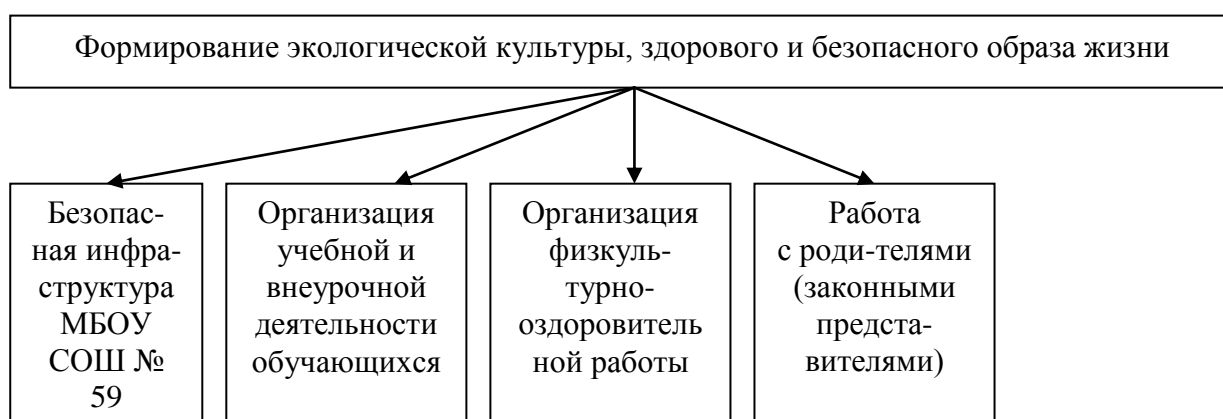 Формирование экологической культуры, здорового и безопасного образа жизни
Безопас-
ная инфра-
структура
МБОУ
СОШ №
59
Организация
учебной и
внеурочной
деятельности
обучающихся
Организация
физкуль-
турно-
оздоровитель
ной работы
Работа
с роди-телями
(законными
предста-
вителями)